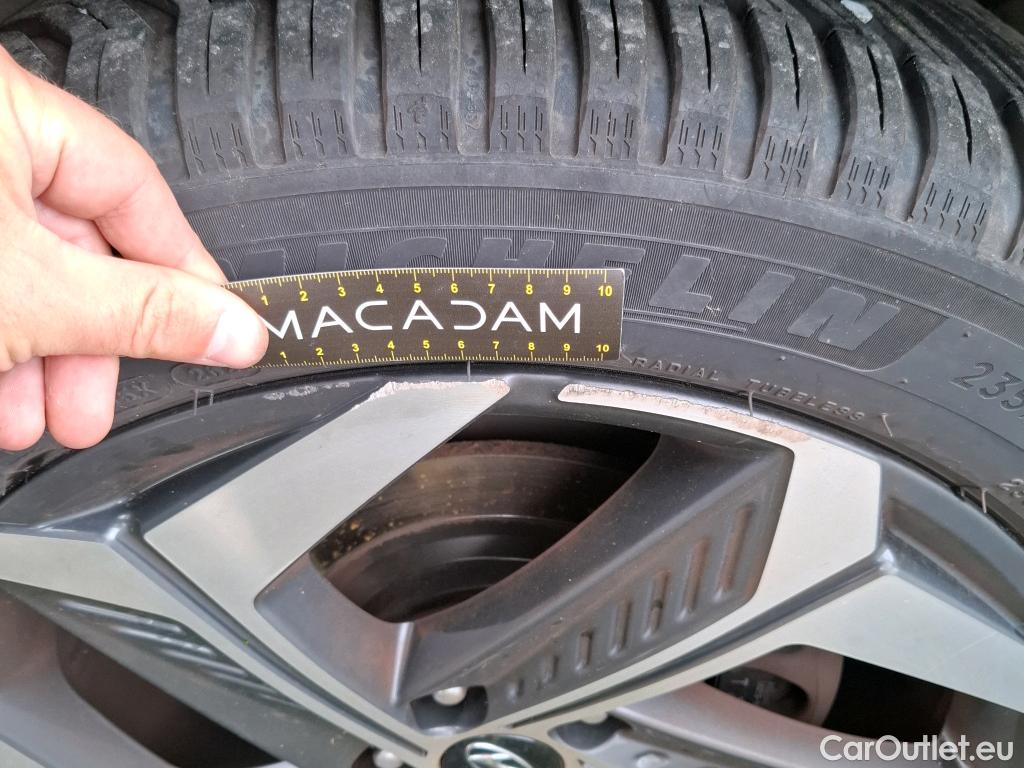 MICHELIN
1 2 3 4 5 6 7 8 9 10
MACADAM
1 2 3 4 5 6 7 8 9 10
RADIAL TUBELESS
235
CarOutlet.eu